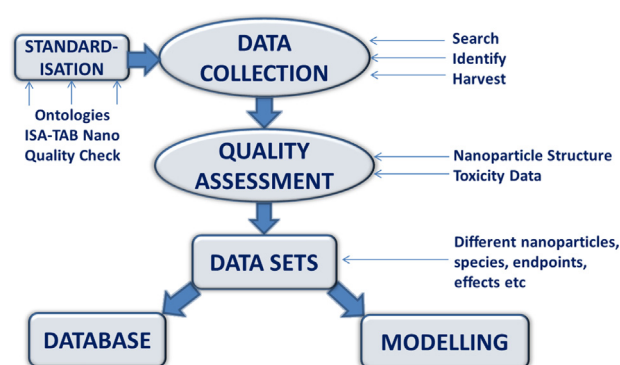 STANDARD-
ISATION
DATA
COLLECTION
Search
Identify
Harvest
Ontologies
ISA-TAB Nano
Quality Check
QUALITY
ASSESSMENT
Nanoparticle Structure
Toxicity Data
DATA SETS
Different nanoparticles,
species, endpoints,
effects etc
DATABASE
MODELLING